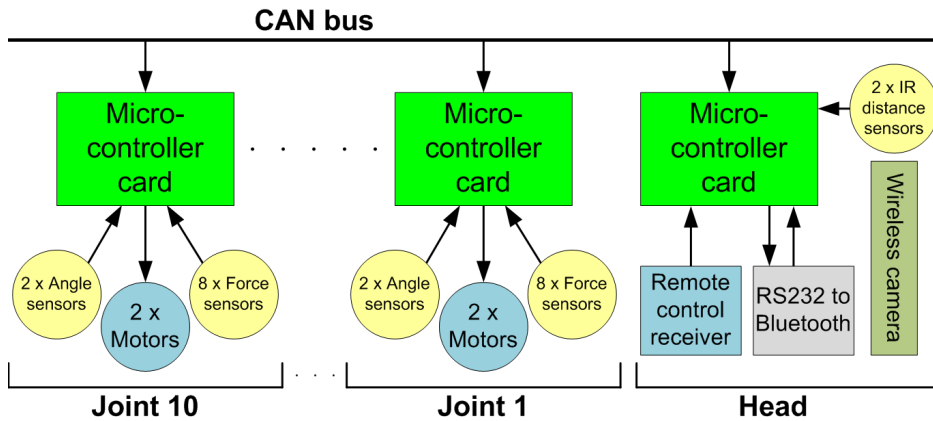 CAN bus
Micro-
controller
card
. . . . .
Micro-
controller
card
Micro-
controller
card
2 x IR
distance
sensors
Wireless camera
2 x Angle
sensors
2 x
Motors
8 x Force
sensors
2 x Angle
sensors
2 x
Motors
8 x Force
sensors
Remote
control
receiver
RS232 to
Bluetooth
Joint 10
. . . .
Joint 1
Head